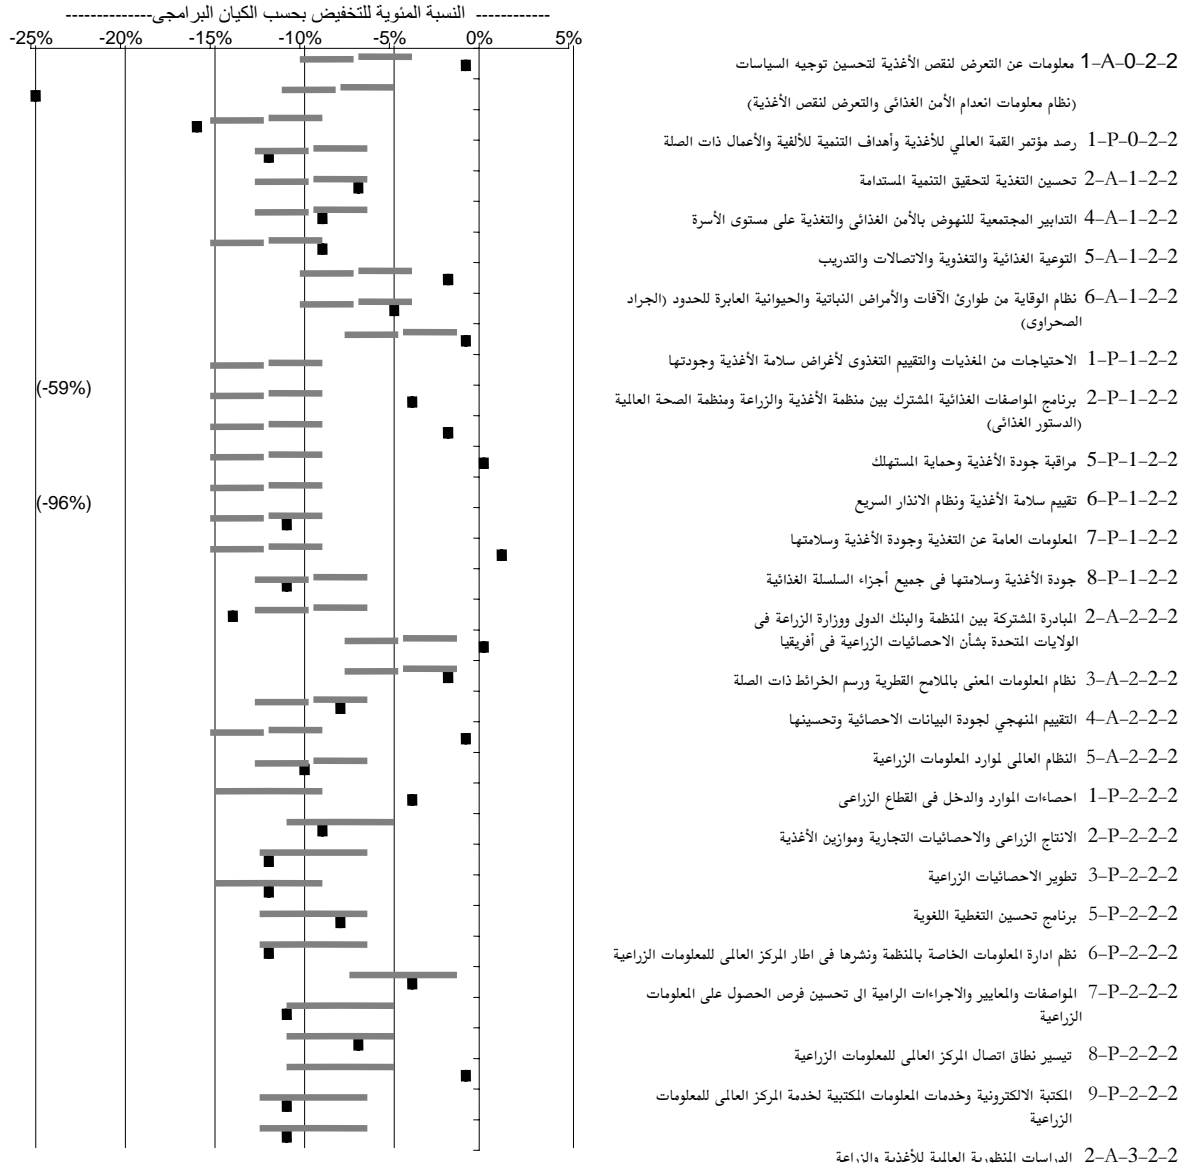 ------------ النسبة المئوية للتخفيض بحسب الكيان البرامجى--------------
-25% -20% -15% -10% -5% 0% 5%
(-59%)
(-96%)
1-A-0-2-2 معلومات عن التعرض لنقص الأغذية لتحسين توجيه السياسات
(نظام معلومات انعدام الأمن الغذائى والتعرض لنقص الأغذية)
1-P-0-2-2 رصد مؤتمر القمة العالمي للأغذية وأهداف التنمية للألفية والأعمال ذات الصلة
2-A-1-2-2 تحسين التغذية لتحقيق التنمية المستدامة
4-A-1-2-2 التدابير المجتمعية للنهوض بالأمن الغذائى والتغذية على مستوى الأسرة
5-A-1-2-2 التوعية الغذائية والتغذوية والاتصالات والتدريب
6-A-1-2-2 نظام الوقاية من طوارئ الآفات والأمراض النباتية والحيوانية العابرة للحدود (الجراد
الصحراوى)
1-P-1-2-2 الاحتياجات من المغذيات والتقييم التغذوى لأغراض سلامة الأغذية وجودتها
2-P-1-2-2 برنامج المواصفات الغذائية المشترك بين منظمة الأغذية والزراعة ومنظمة الصحة العالمية
(الدستور الغذائى)
5-P-1-2-2 مراقبة جودة الأغذية وحماية المستهلك
6-P-1-2-2 تقييم سلامة الأغذية ونظام الانذار السريع
7-P-1-2-2 المعلومات العامة عن التغذية وجودة الأغذية وسلامتها
8-P-1-2-2 جودة الأغذية وسلامتها فى جميع أجزاء السلسلة الغذائية
2-A-2-2-2 المبادرة المشتركة بين المنظمة والبنك الدولى ووزارة الزراعة فى
الولايات المتحدة بشأن الاحصائيات الزراعية فى أفريقيا
3-A-2-2-2 نظام المعلومات المعنى بالملامح القطرية ورسم الخرائط ذات الصلة
4-A-2-2-2 التقييم المنهجي لجودة البيانات الاحصائية وتحسينها
5-A-2-2-2 النظام العالمى لموارد المعلومات الزراعية
1-P-2-2-2 احصاءات الموارد والدخل فى القطاع الزراعى
2-P-2-2-2 الانتاج الزراعى والاحصائيات التجارية وموازين الأغذية
3-P-2-2-2 تطوير الاحصائيات الزراعية
5-P-2-2-2 برنامج تحسين التغطية اللغوية
6-P-2-2-2 نظم ادارة المعلومات الخاصة بالمنظمة ونشرها فى اطار المركز العالمى للمعلومات الزراعية
7-P-2-2-2 المواصفات والمعايير والاجراءات الرامية الى تحسين فرص الحصول على المعلومات
الزراعية
8-P-2-2-2 تيسير نطاق اتصال المركز العالمى للمعلومات الزراعية
9-P-2-2-2 المكتبة الالكترونية وخدمات المعلومات المكتبية لخدمة المركز العالمى للمعلومات
الزراعية
2-A-3-2-2 الدراسات المنظورية العالمية للأغذية والزراعة